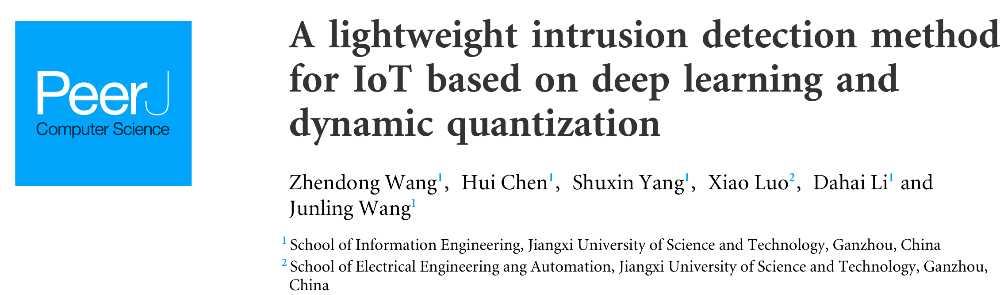 PeerJ
Computer Science
A lightweight intrusion detection method
for IoT based on deep learning and
dynamic quantization
Zhendong Wang1, Hui Chen1, Shuxin Yang1, Xiao Luo2, Dahai Li1 and
Junling Wang1
1 School of Information Engineering, Jiangxi University of Science and Technology, Ganzhou, China
2 School of Electrical Engineering ang Automation, Jiangxi University of Science and Technology, Ganzhou,
China